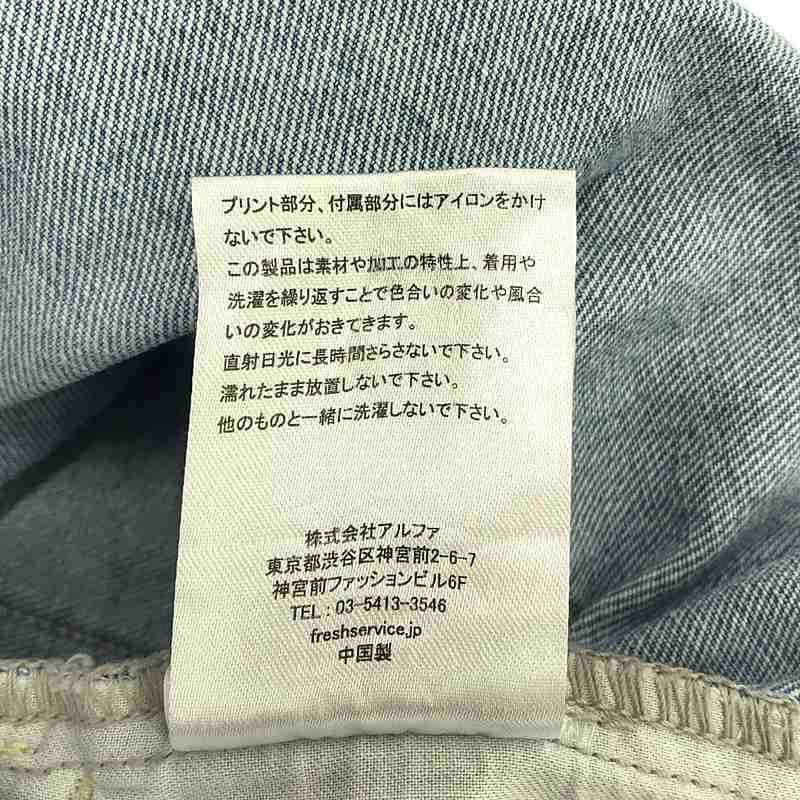 プリント部分、付属部分にはアイロンをかけ
ないで下さい。
この製品は素材や加工の特性上、着用や
洗濯を繰り返すことで色合いの変化や風合
いの変化がおきてきます。
直射日光に長時間さらさないで下さい。
濡れたまま放置しないで下さい。
他のものと一緒に洗濯しないで下さい。
株式会社アルファ
東京都渋谷区神宮前2-6-7
神宮前ファッションビル6F
TEL : 03-5413-3546
freshservice.jp
中国製